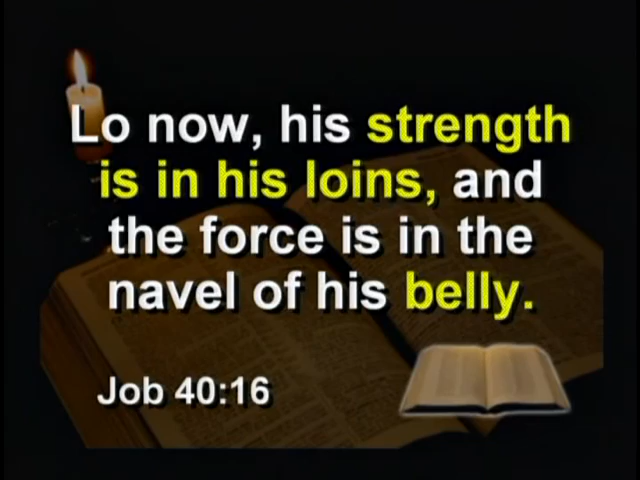 Lo now, his strength
is in his loins, and
the force is in the
navel of his belly.
Job 40:16